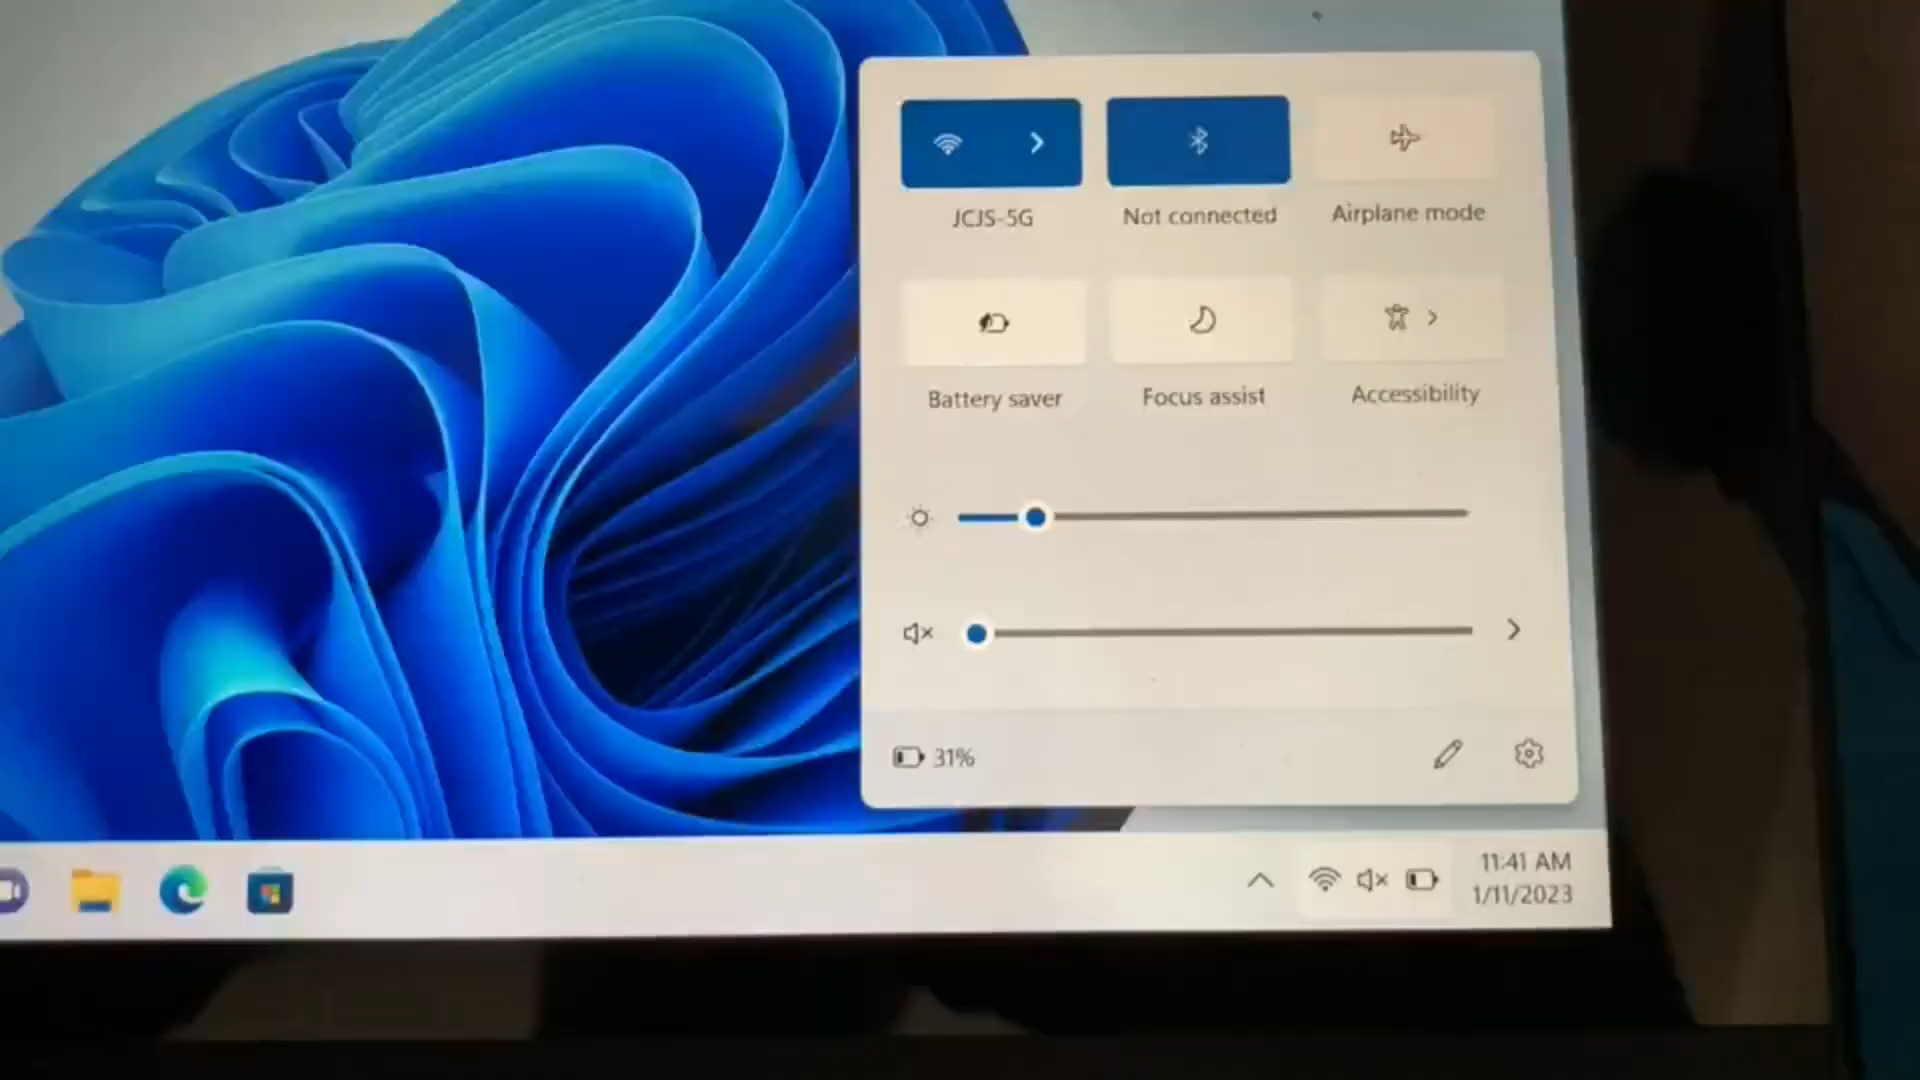 JCJS-5G
Not connected
Airplane mode
Battery saver
Focus assist
Accessibility
31%
11:41 AM
1/11/2023